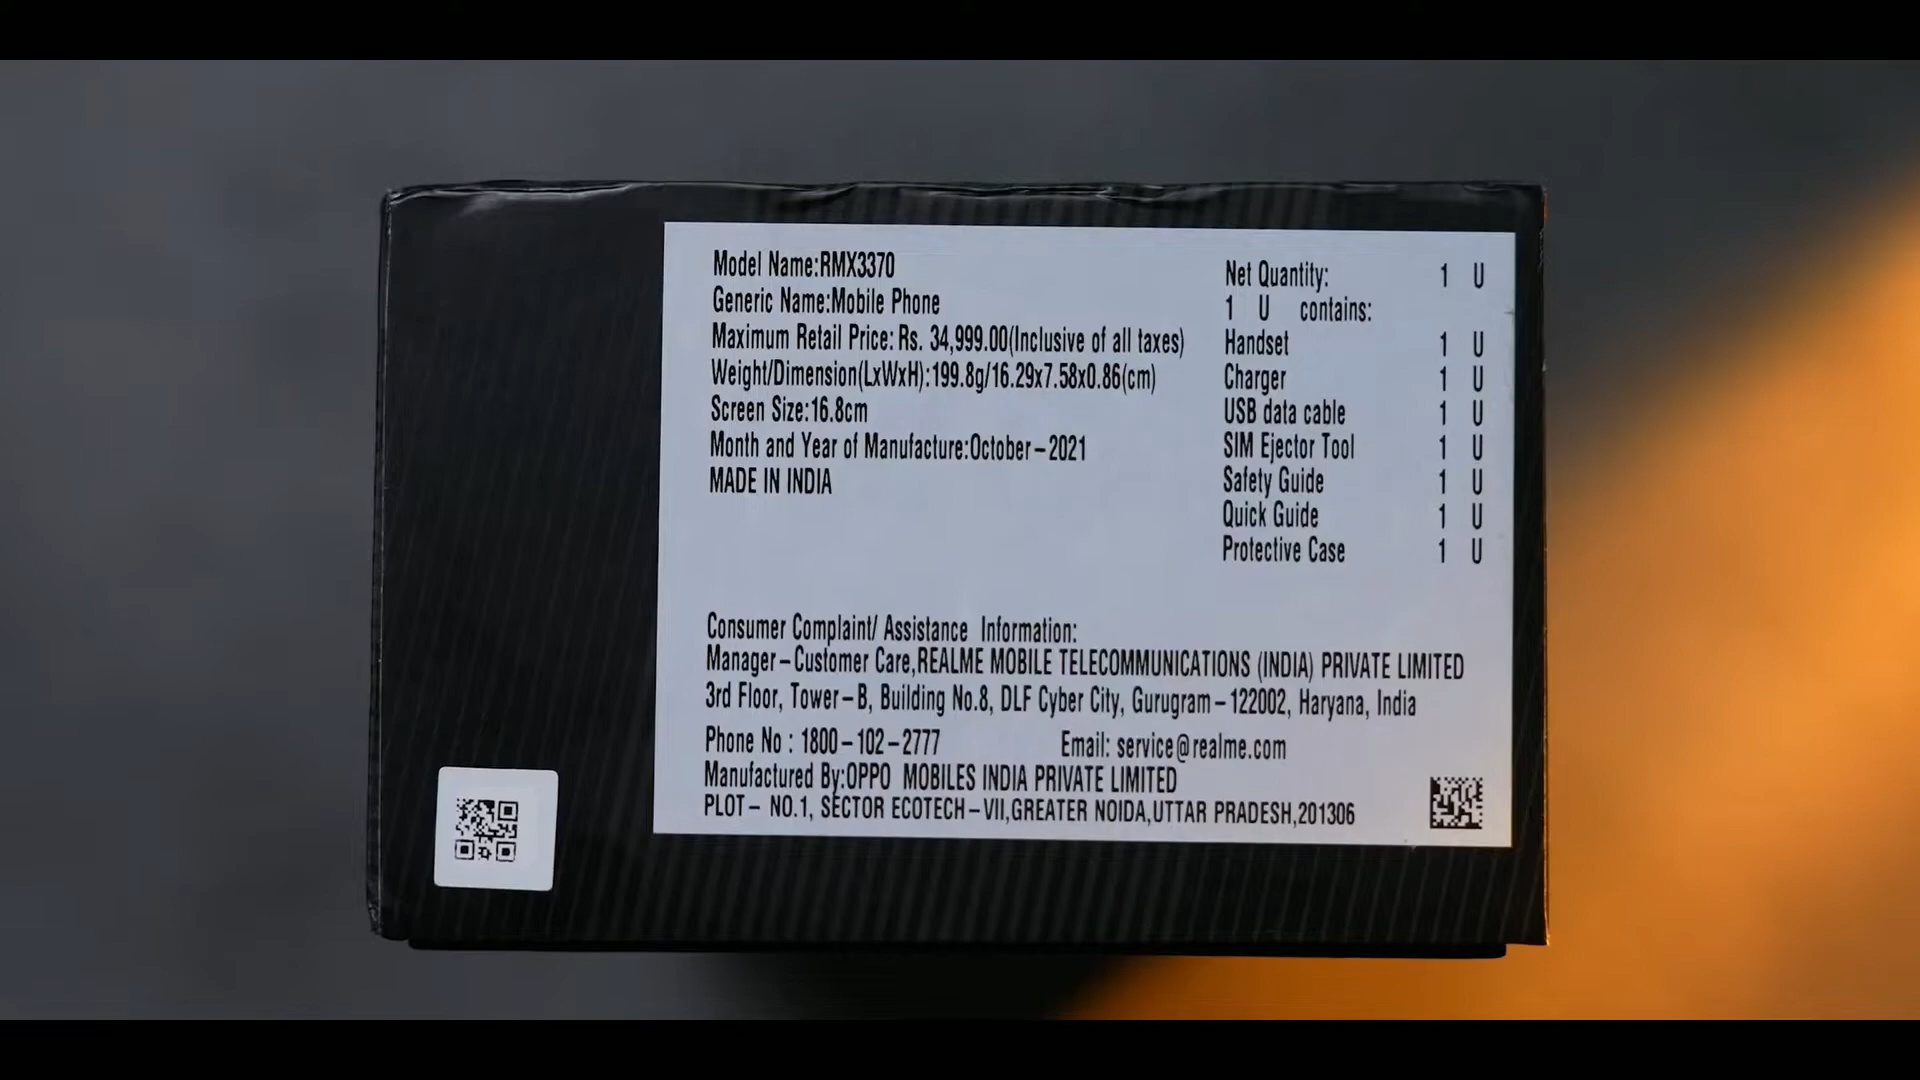 Model Name:RMX3370
Generic Name:Mobile Phone
Maximum Retail Price: Rs. 34,999.00(Inclusive of all taxes)
Weight/Dimension(LxWxH):199.8g/16.29x7.58x0.86(cm)
Screen Size:16.8cm
Month and Year of Manufacture:October-2021
MADE IN INDIA
Net Quantity: 1 U
1 U contains:
Handset 1 U
Charger 1 U
USB data cable 1 U
SIM Ejector Tool 1 U
Safety Guide 1 U
Quick Guide 1 U
Protective Case 1 U
Consumer Complaint/ Assistance Information:
Manager-Customer Care,REALME MOBILE TELECOMMUNICATIONS (INDIA) PRIVATE LIMITED
3rd Floor, Tower-B, Building No.8, DLF Cyber City, Gurugram-122002, Haryana, India
Phone No : 1800-102-2777 Email: service@realme.com
Manufactured By:OPPO MOBILES INDIA PRIVATE LIMITED
PLOT- NO.1, SECTOR ECOTECH-VII,GREATER NOIDA,UTTAR PRADESH,201306